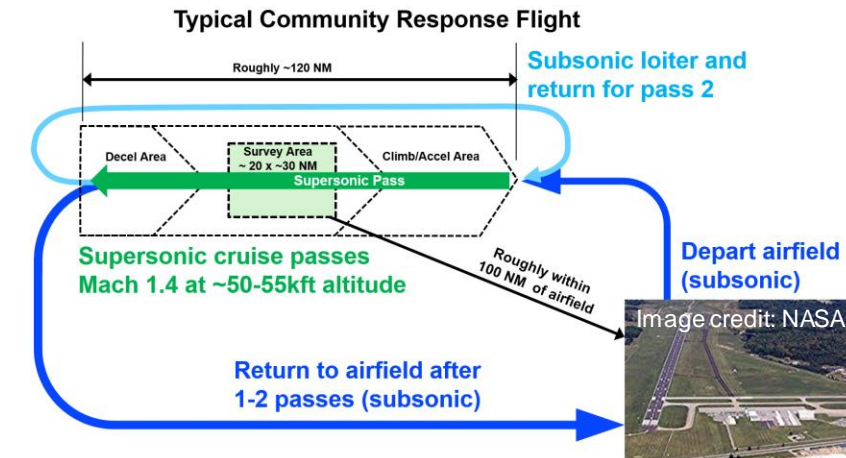 Typical Community Response Flight
Roughly ~120 NM
Subsonic loiter and
return for pass 2
Decel Area
Survey Area
~ 20 x ~30 NM
Climb/Accel Area
Supersonic Pass
Supersonic cruise passes
Mach 1.4 at ~50-55kft altitude
Roughly within
100 NM of airfield
Depart airfield
(subsonic)
Image credit: NASA
Return to airfield after
1-2 passes (subsonic)